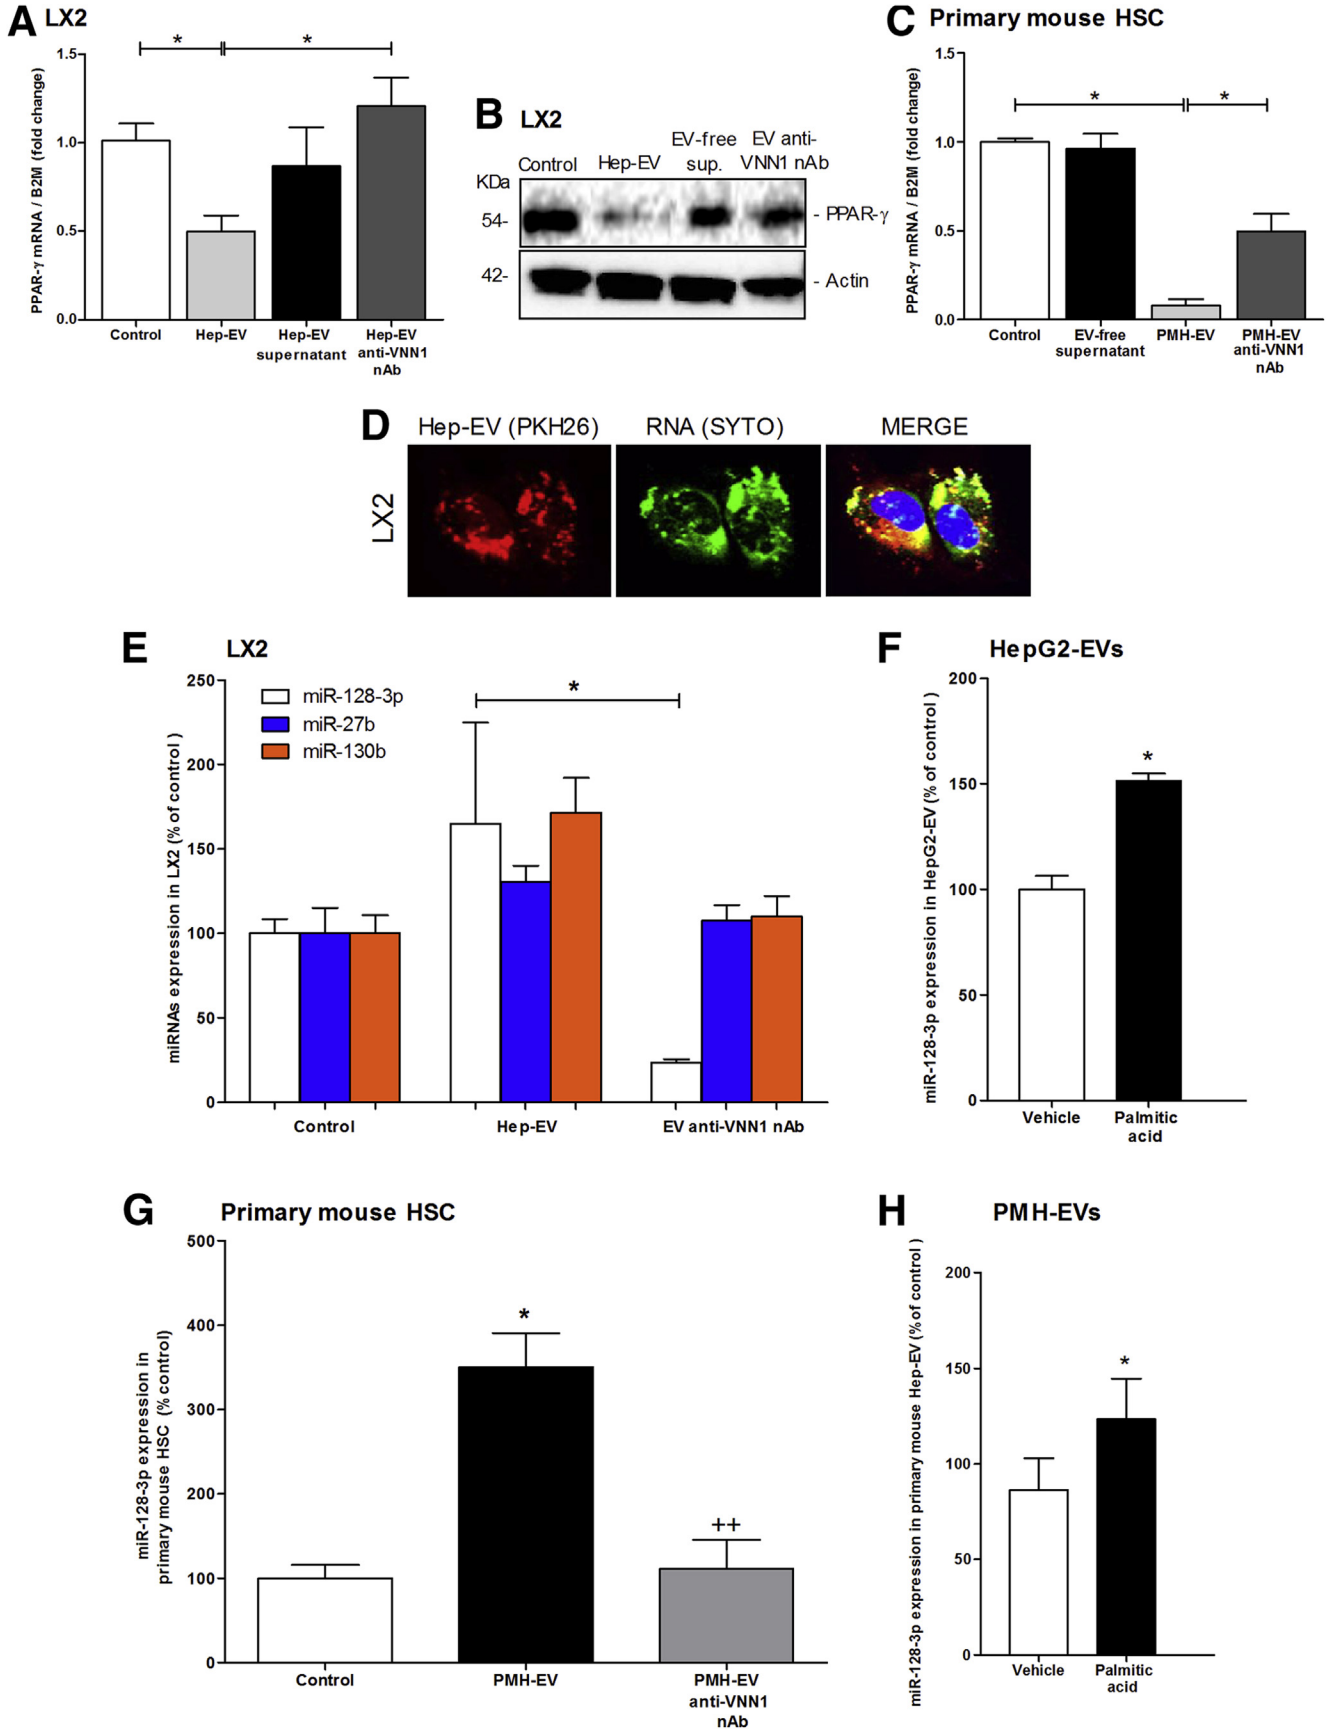 A LX2
PPAR-γ mRNA / B2M (fold change)
1.5
1.0
0.5
0.0
*
*
Control
Hep-EV
Hep-EV
supernatant
Hep-EV
anti-VNN1
nAb
B LX2
Control
Hep-EV
EV-free
sup.
EV anti-
VNN1 nAb
KDa
54-
- PPAR-γ
42-
- Actin
C Primary mouse HSC
PPAR-γ mRNA / B2M (fold change)
1.5
1.0
0.5
0.0
*
*
Control
EV-free
supernatant
PMH-EV
PMH-EV
anti-VNN1
nAb
D
Hep-EV (PKH26)
RNA (SYTO)
MERGE
LX2
E LX2
miRNAs expression in LX2 (% of control )
250
200
150
100
50
0
miR-128-3p
miR-27b
miR-130b
*
Control
Hep-EV
EV anti-VNN1 nAb
F HepG2-EVs
miR-128-3p expression in HepG2-EV (% of control )
200
150
100
50
0
*
Vehicle
Palmitic
acid
G Primary mouse HSC
miR-128-3p expression in
primary mouse HSC (% control)
500
400
300
200
100
0
*
++
Control
PMH-EV
PMH-EV
anti-VNN1
nAb
H PMH-EVs
miR-128-3p expression in primary mouse Hep-EV (% of control )
200
150
100
50
0
*
Vehicle
Palmitic
acid